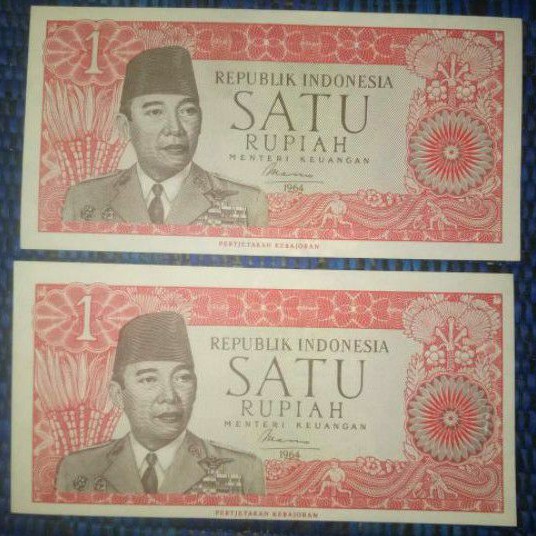 1
REPUBLIK INDONESIA
SATU
RUPIAH
MENTERI KEUANGAN
1964
PERTJETAKAN KEBAJORAN
1
REPUBLIK INDONESIA
SATU
RUPIAH
MENTERI KEUANGAN
1964
PERTJETAKAN KEBAJORAN